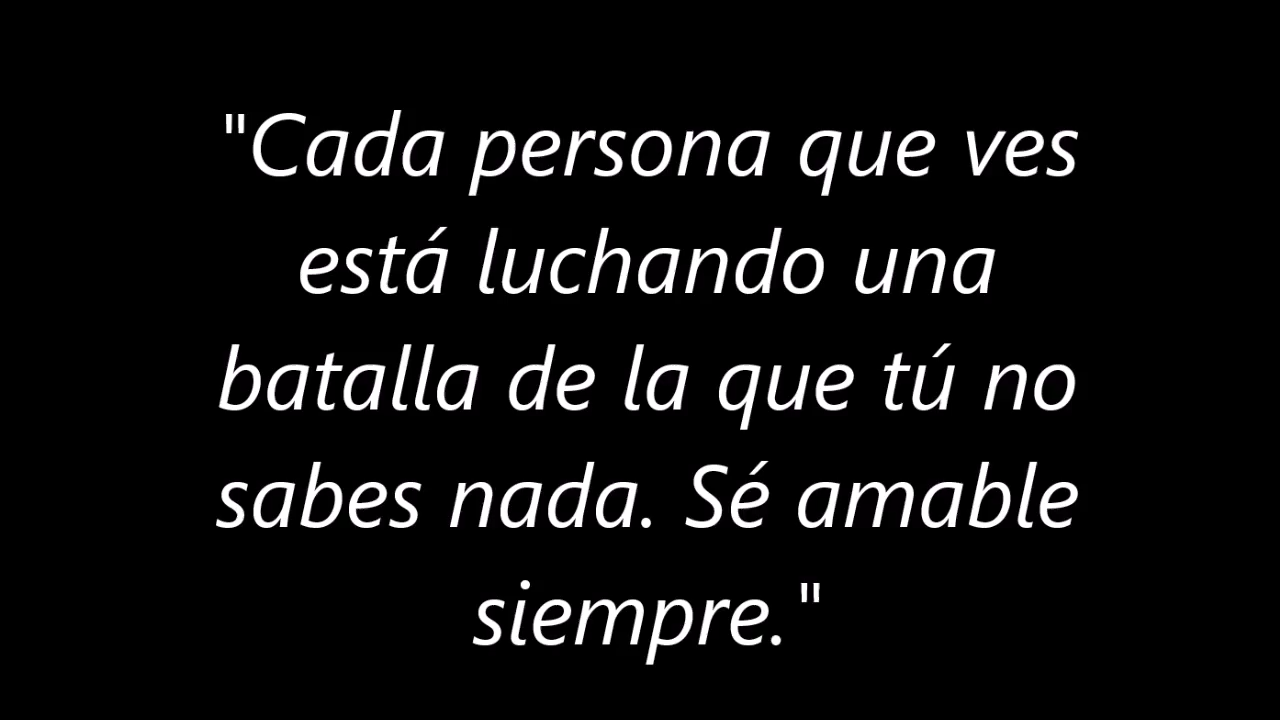 "Cada persona que ves
está luchando una
batalla de la que tú no
sabes nada. Sé amable
siempre."